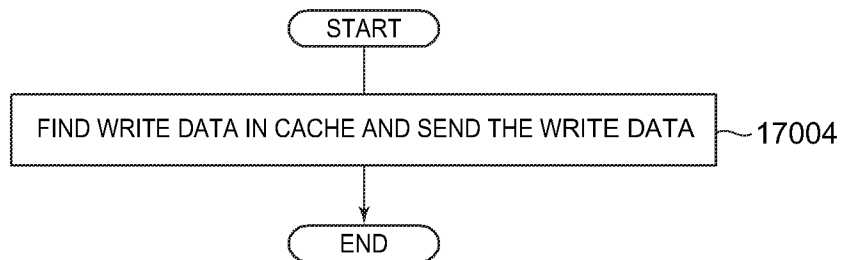 START
FIND WRITE DATA IN CACHE AND SEND THE WRITE DATA 17004
END